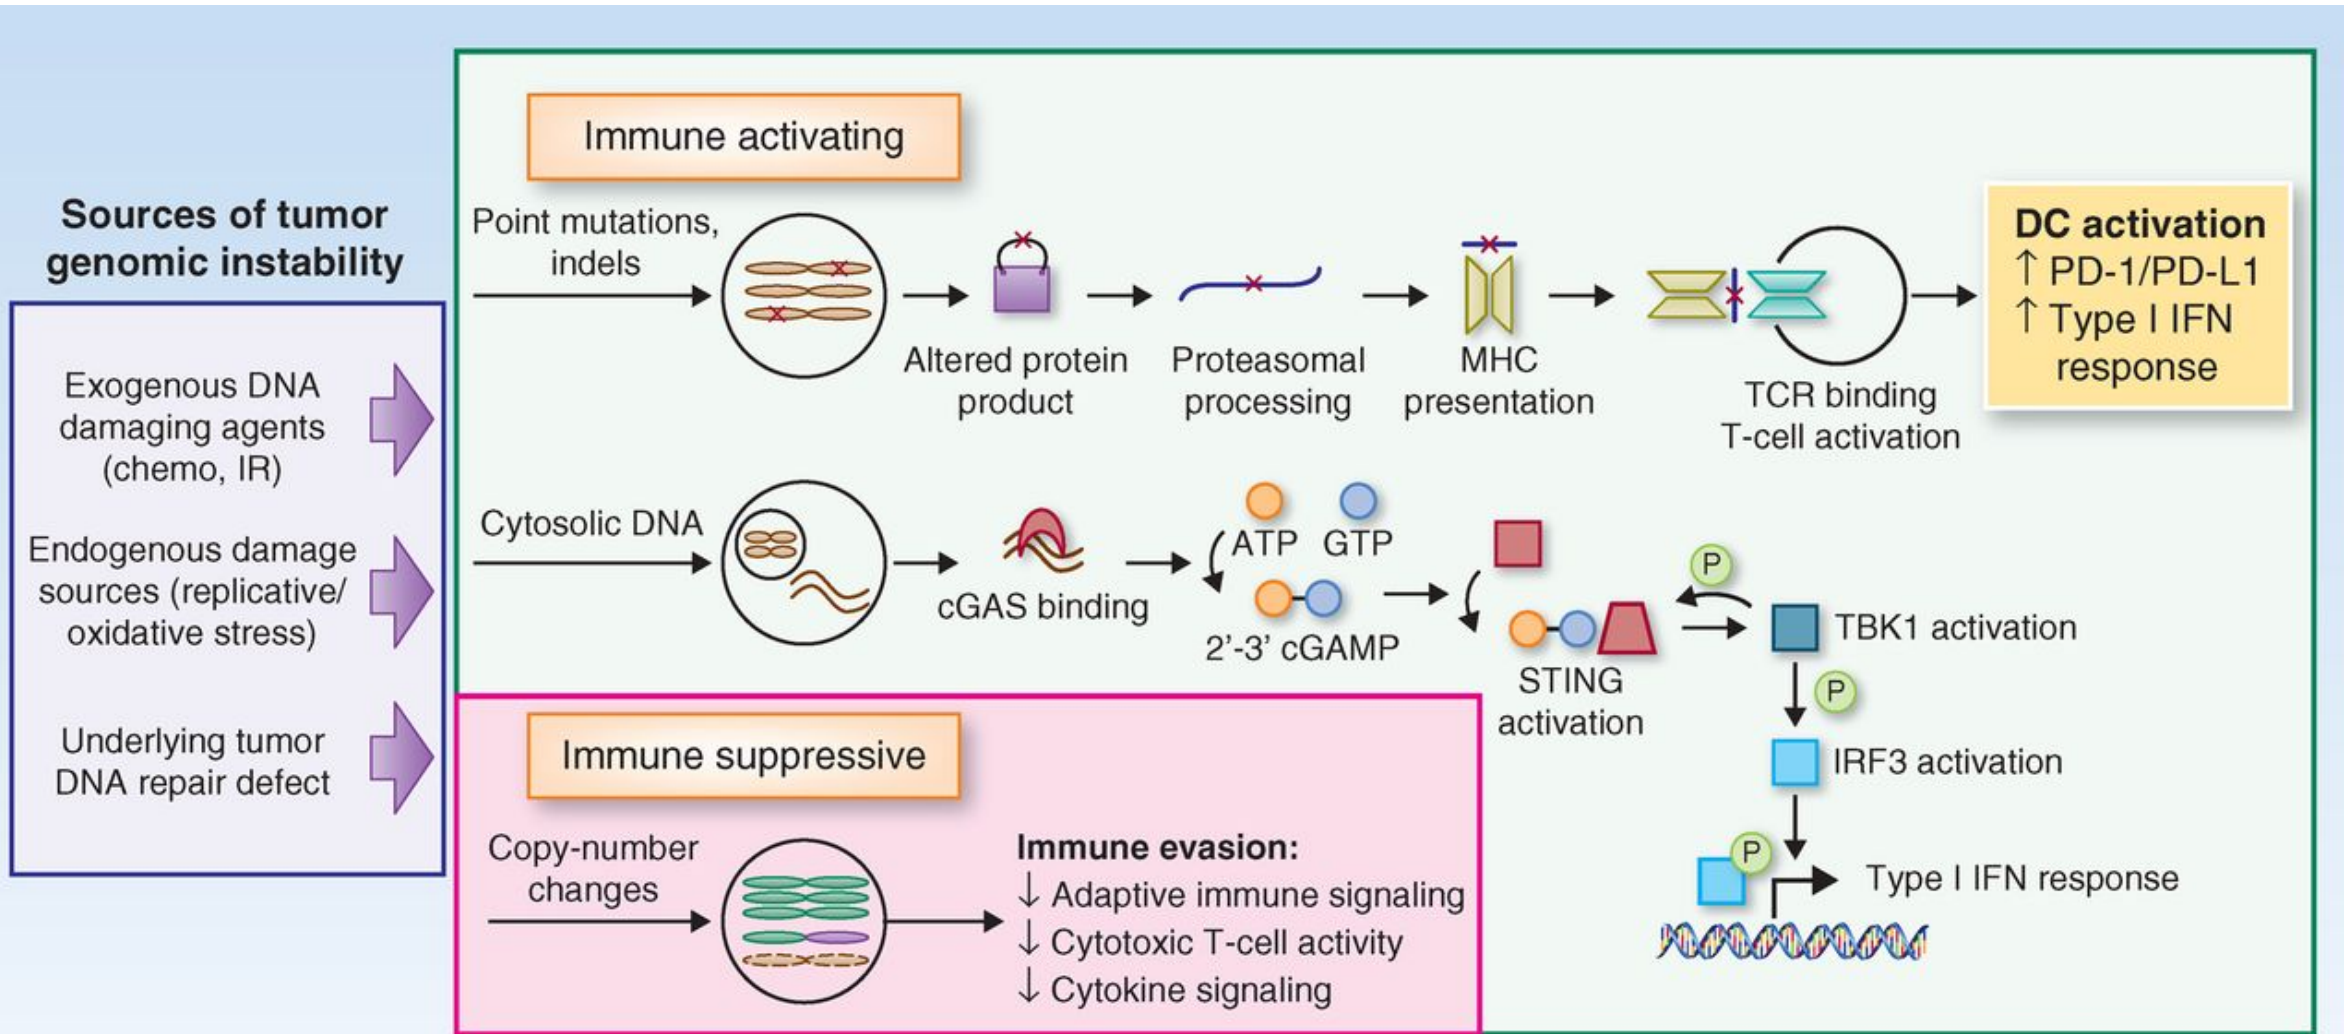 Sources of tumor
genomic instability
Exogenous DNA
damaging agents
(chemo, IR)
Endogenous damage
sources (replicative/
oxidative stress)
Underlying tumor
DNA repair defect
Immune activating
Point mutations,
indels
Altered protein
product
Proteasomal
processing
MHC
presentation
TCR binding
T-cell activation
DC activation
↑ PD-1/PD-L1
↑ Type I IFN
response
Cytosolic DNA
cGAS binding
ATP GTP
2’-3’ cGAMP
STING
activation
P
TBK1 activation
P
IRF3 activation
P
Type I IFN response
Immune suppressive
Copy-number
changes
Immune evasion:
↓ Adaptive immune signaling
↓ Cytotoxic T-cell activity
↓ Cytokine signaling